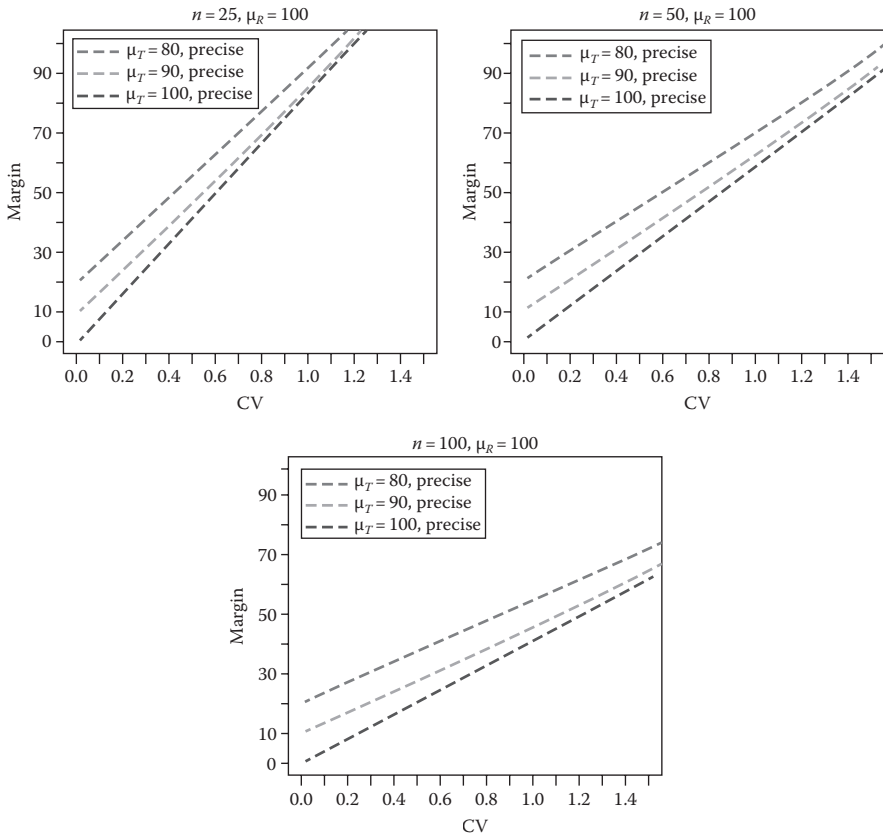 n = 25, μR = 100
μT = 80, precise
μT = 90, precise
μT = 100, precise
Margin
90
70
50
30
10
0
0.0 0.2 0.4 0.6 0.8 1.0 1.2 1.4
CV
n = 50, μR = 100
μT = 80, precise
μT = 90, precise
μT = 100, precise
Margin
90
70
50
30
10
0
0.0 0.2 0.4 0.6 0.8 1.0 1.2 1.4
CV
n = 100, μR = 100
μT = 80, precise
μT = 90, precise
μT = 100, precise
Margin
90
70
50
30
10
0
0.0 0.2 0.4 0.6 0.8 1.0 1.2 1.4
CV